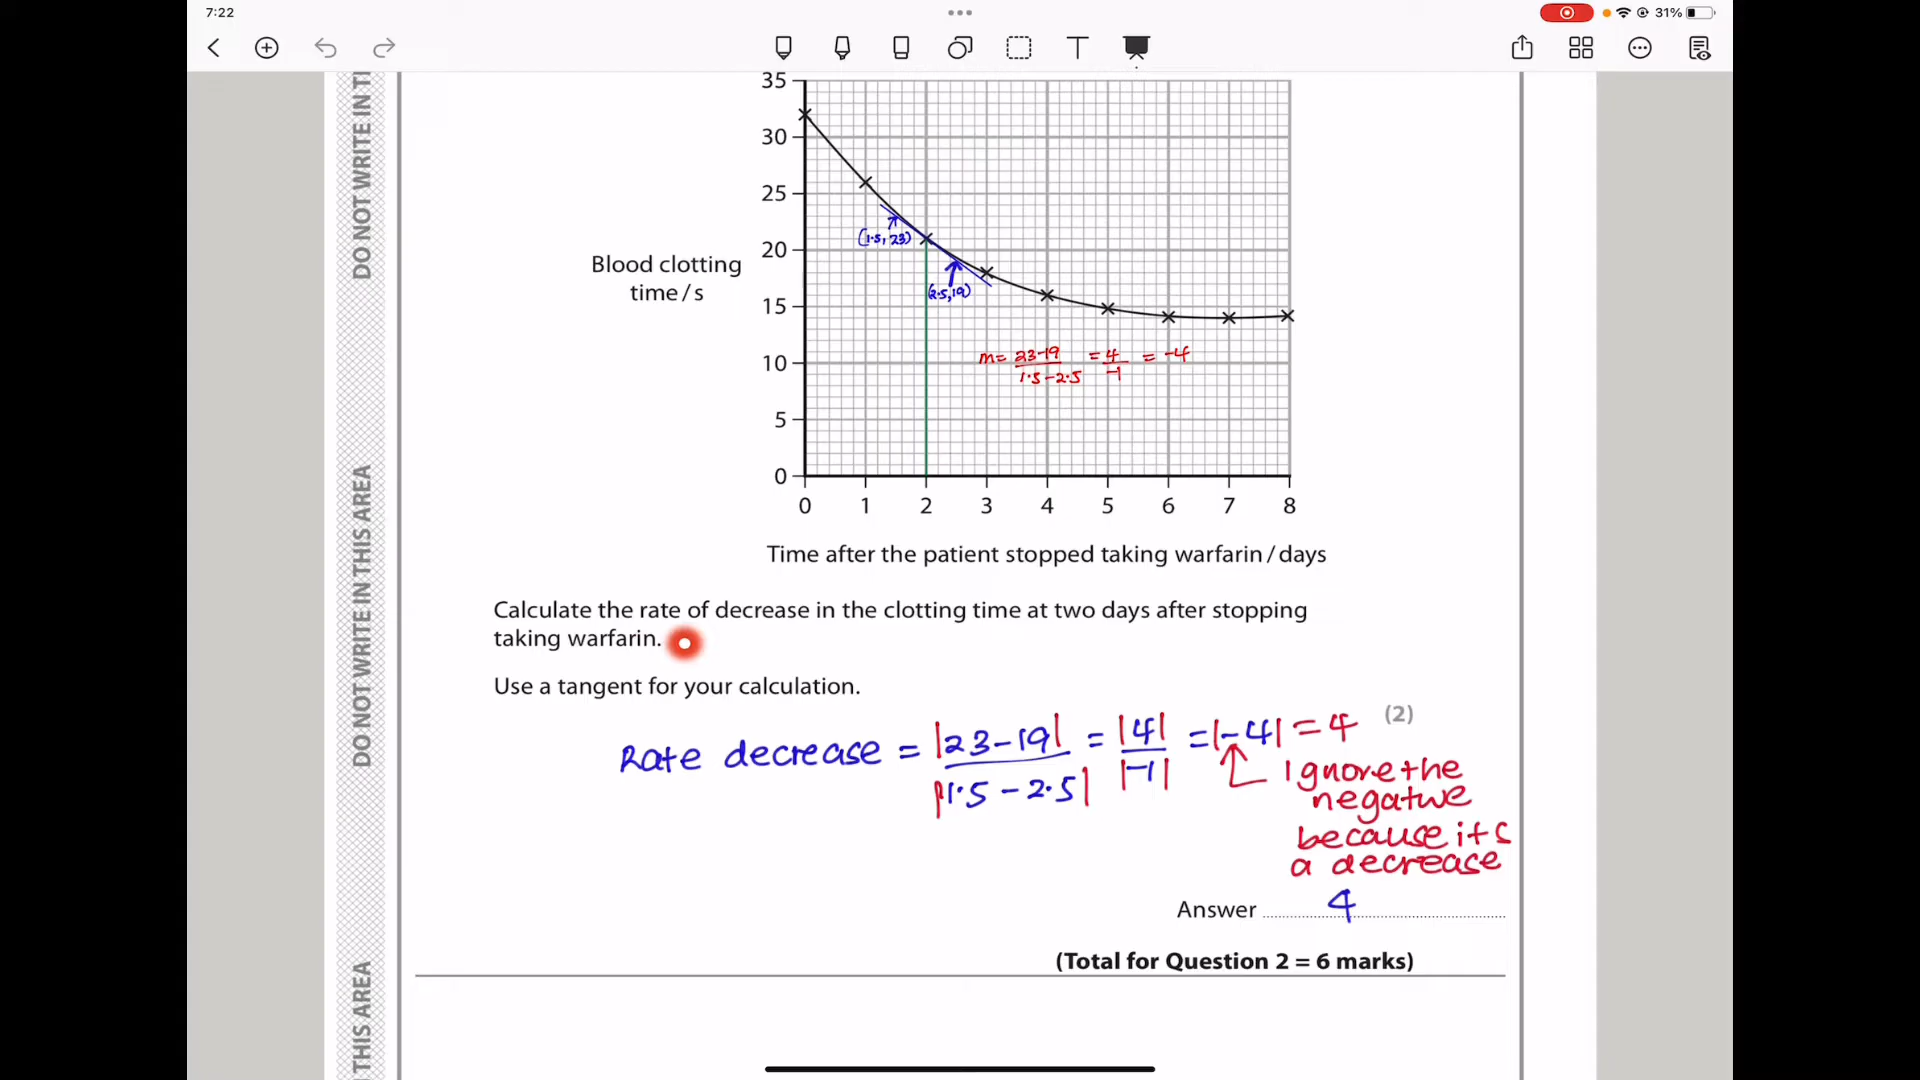 7:22
31%
DO NOT WRITE IN T
DO NOT WRITE IN THIS AREA
THIS AREA
35
30
25
20
15
10
5
0
Blood clotting
time/s
(1.5, 23)
(2.5, 19)
m = 23-19 / 1.5-2.5 = 4 / -1 = -4
0 1 2 3 4 5 6 7 8
Time after the patient stopped taking warfarin/days
Calculate the rate of decrease in the clotting time at two days after stopping
taking warfarin.
Use a tangent for your calculation.
(2)
Rate decrease = |23-19| / |1.5-2.5| = |4| / |-1| = |-4| = 4
Ignore the
negatwe
because its
a decrease
Answer 4
(Total for Question 2 = 6 marks)